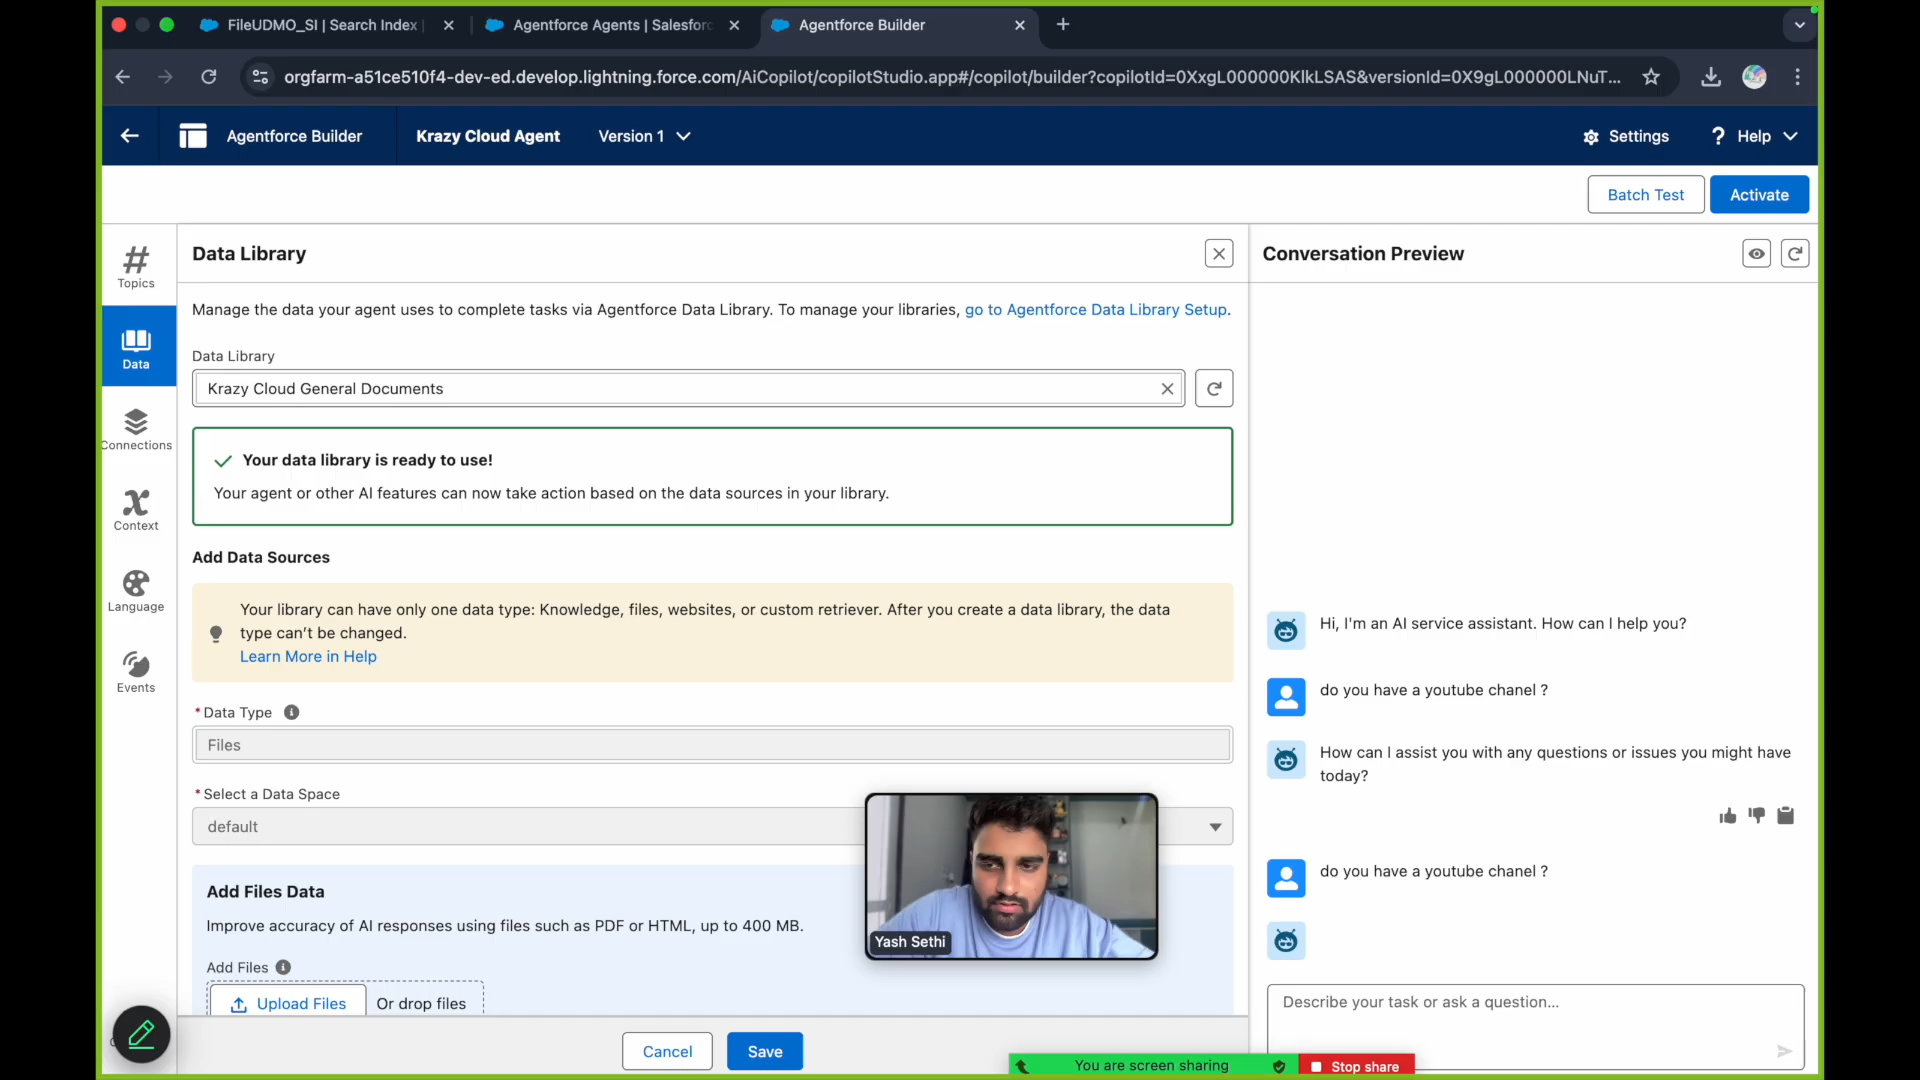 FileUDMO_SI | Search Index
Agentforce Agents | Salesforc
Agentforce Builder
orgfarm-a51ce510f4-dev-ed.develop.lightning.force.com/AiCopilot/copilotStudio.app#/copilot/builder?copilotId=0XxgL000000KlkLSAS&versionId=0X9gL000000LNuT...
Agentforce Builder
Krazy Cloud Agent
Version 1
Settings
? Help
Batch Test
Activate
Topics
Data
Connections
Context
Language
Events
Data Library
Manage the data your agent uses to complete tasks via Agentforce Data Library. To manage your libraries, go to Agentforce Data Library Setup.
Data Library
Krazy Cloud General Documents
Your data library is ready to use!
Your agent or other AI features can now take action based on the data sources in your library.
Add Data Sources
Your library can have only one data type: Knowledge, files, websites, or custom retriever. After you create a data library, the data
type can't be changed.
Learn More in Help
*Data Type
Files
*Select a Data Space
default
Add Files Data
Improve accuracy of AI responses using files such as PDF or HTML, up to 400 MB.
Add Files
Upload Files
Or drop files
Cancel
Save
Yash Sethi
Conversation Preview
Hi, I'm an AI service assistant. How can I help you?
do you have a youtube chanel ?
How can I assist you with any questions or issues you might have
today?
do you have a youtube chanel ?
Describe your task or ask a question...
You are screen sharing
Stop share